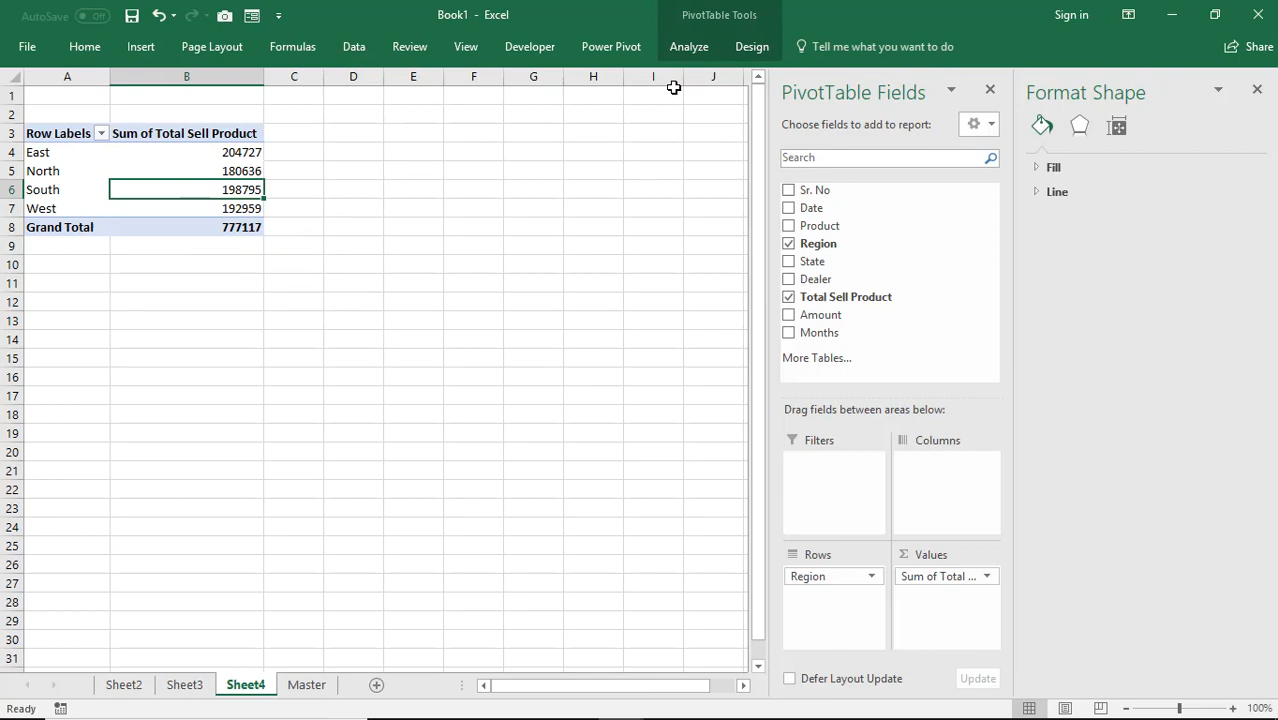 AutoSave Off
Book1 - Excel
PivotTable Tools
Sign in
File Home Insert Page Layout Formulas Data Review View Developer Power Pivot Analyze Design Tell me what you want to do Share
A B C D E F G H I J
1
2
3 Row Labels Sum of Total Sell Product
4 East 204727
5 North 180636
6 South 198795
7 West 192959
8 Grand Total 777117
9
10
11
12
13
14
15
16
17
18
19
20
21
22
23
24
25
26
27
28
29
30
31
PivotTable Fields
Choose fields to add to report:
Search
Sr. No
Date
Product
Region
State
Dealer
Total Sell Product
Amount
Months
More Tables...
Drag fields between areas below:
Filters Columns
Rows Σ Values
Region Sum of Total ...
Defer Layout Update Update
Format Shape
Fill
Line
Sheet2 Sheet3 Sheet4 Master
Ready
100%